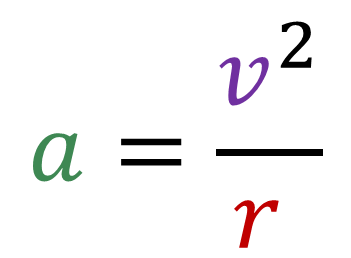 a = v²/r